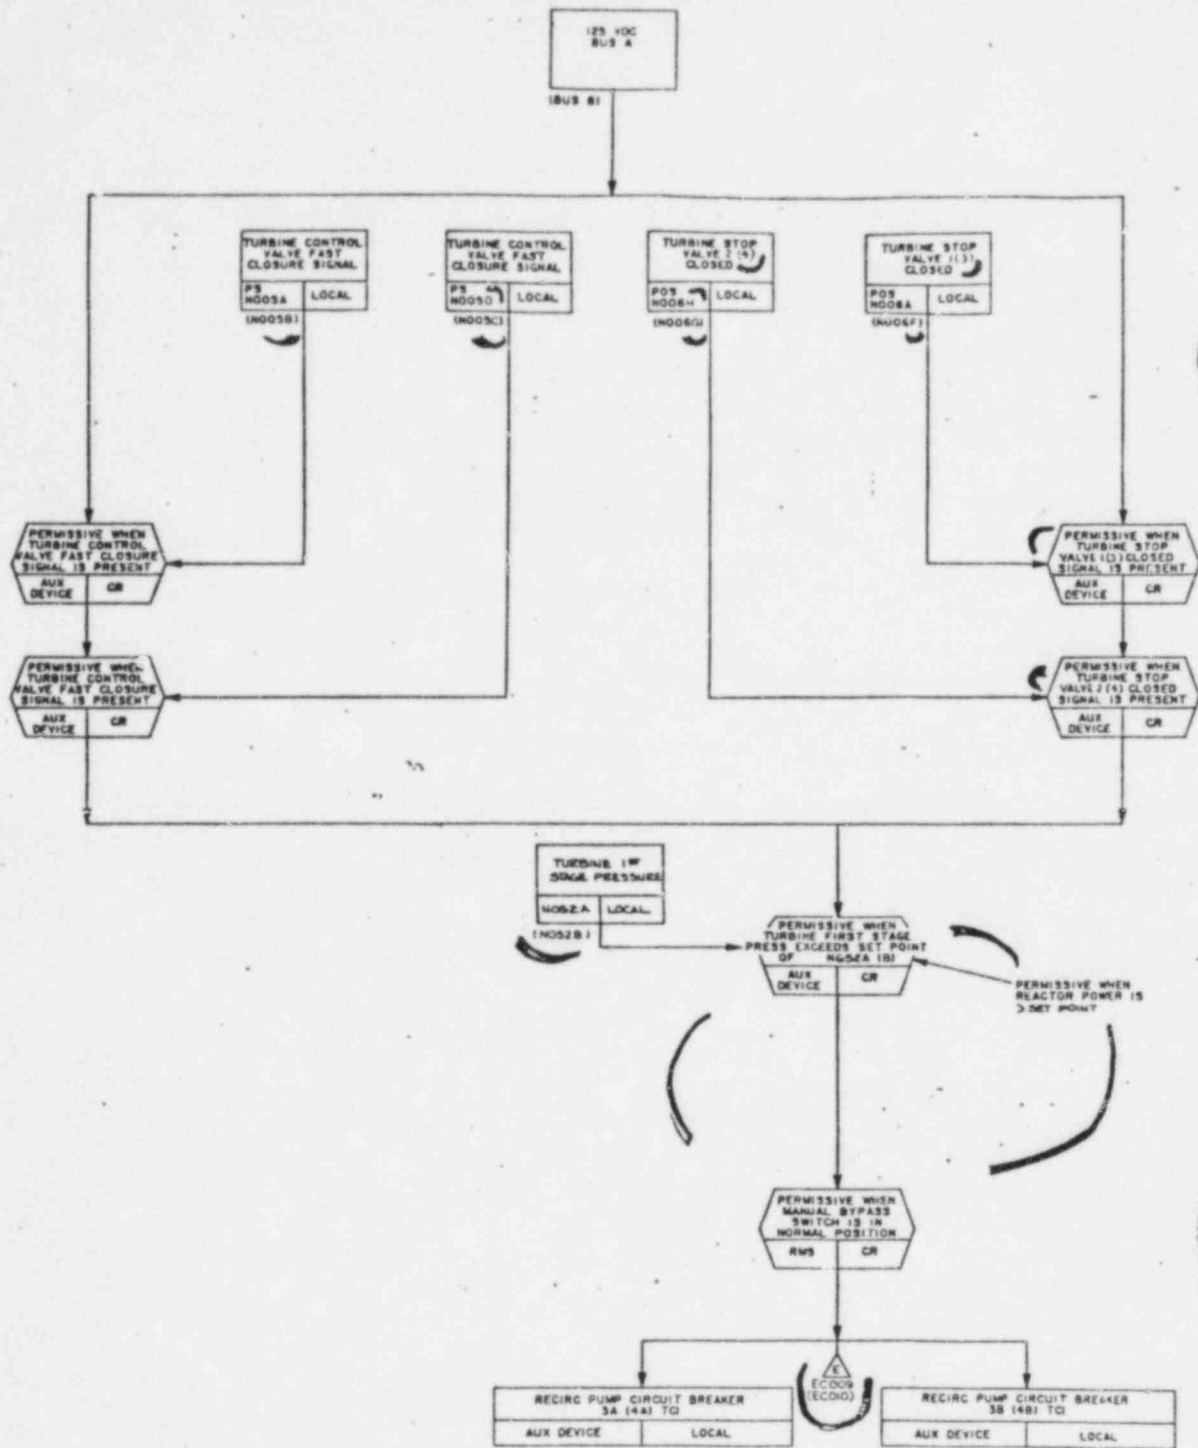 125 VDC
BUS A
(BUS B)
TURBINE CONTROL
VALVE FAST
CLOSURE SIGNAL
PS
N005A
LOCAL
(N005B)
TURBINE CONTROL
VALVE FAST
CLOSURE SIGNAL
PS
N005D
LOCAL
(N005C)
TURBINE STOP
VALVE 2 (4)
CLOSED
POS
N006H
LOCAL
(N006G)
TURBINE STOP
VALVE 1(3)
CLOSED
POS
N006A
LOCAL
(N006F)
PERMISSIVE WHEN
TURBINE CONTROL
VALVE FAST CLOSURE
SIGNAL IS PRESENT
AUX
DEVICE
CR
PERMISSIVE WHEN
TURBINE STOP
VALVE 1(3) CLOSED
SIGNAL IS PRESENT
AUX
DEVICE
CR
PERMISSIVE WHEN
TURBINE CONTROL
VALVE FAST CLOSURE
SIGNAL IS PRESENT
AUX
DEVICE
CR
PERMISSIVE WHEN
TURBINE STOP
VALVE 2 (4) CLOSED
SIGNAL IS PRESENT
AUX
DEVICE
CR
TURBINE 1ST
STAGE PRESSURE
N052A
LOCAL
(N052B)
PERMISSIVE WHEN
TURBINE FIRST STAGE
PRESS EXCEEDS SET POINT
OF N652A (B)
AUX
DEVICE
CR
PERMISSIVE WHEN
REACTOR POWER IS
> SET POINT
PERMISSIVE WHEN
MANUAL BYPASS
SWITCH IS IN
NORMAL POSITION
RMS
CR
E
EC009
(EC010)
RECIRC PUMP CIRCUIT BREAKER
3A (4A)
AUX DEVICE
LOCAL
RECIRC PUMP CIRCUIT BREAKER
3B (4B)
AUX DEVICE
LOCAL